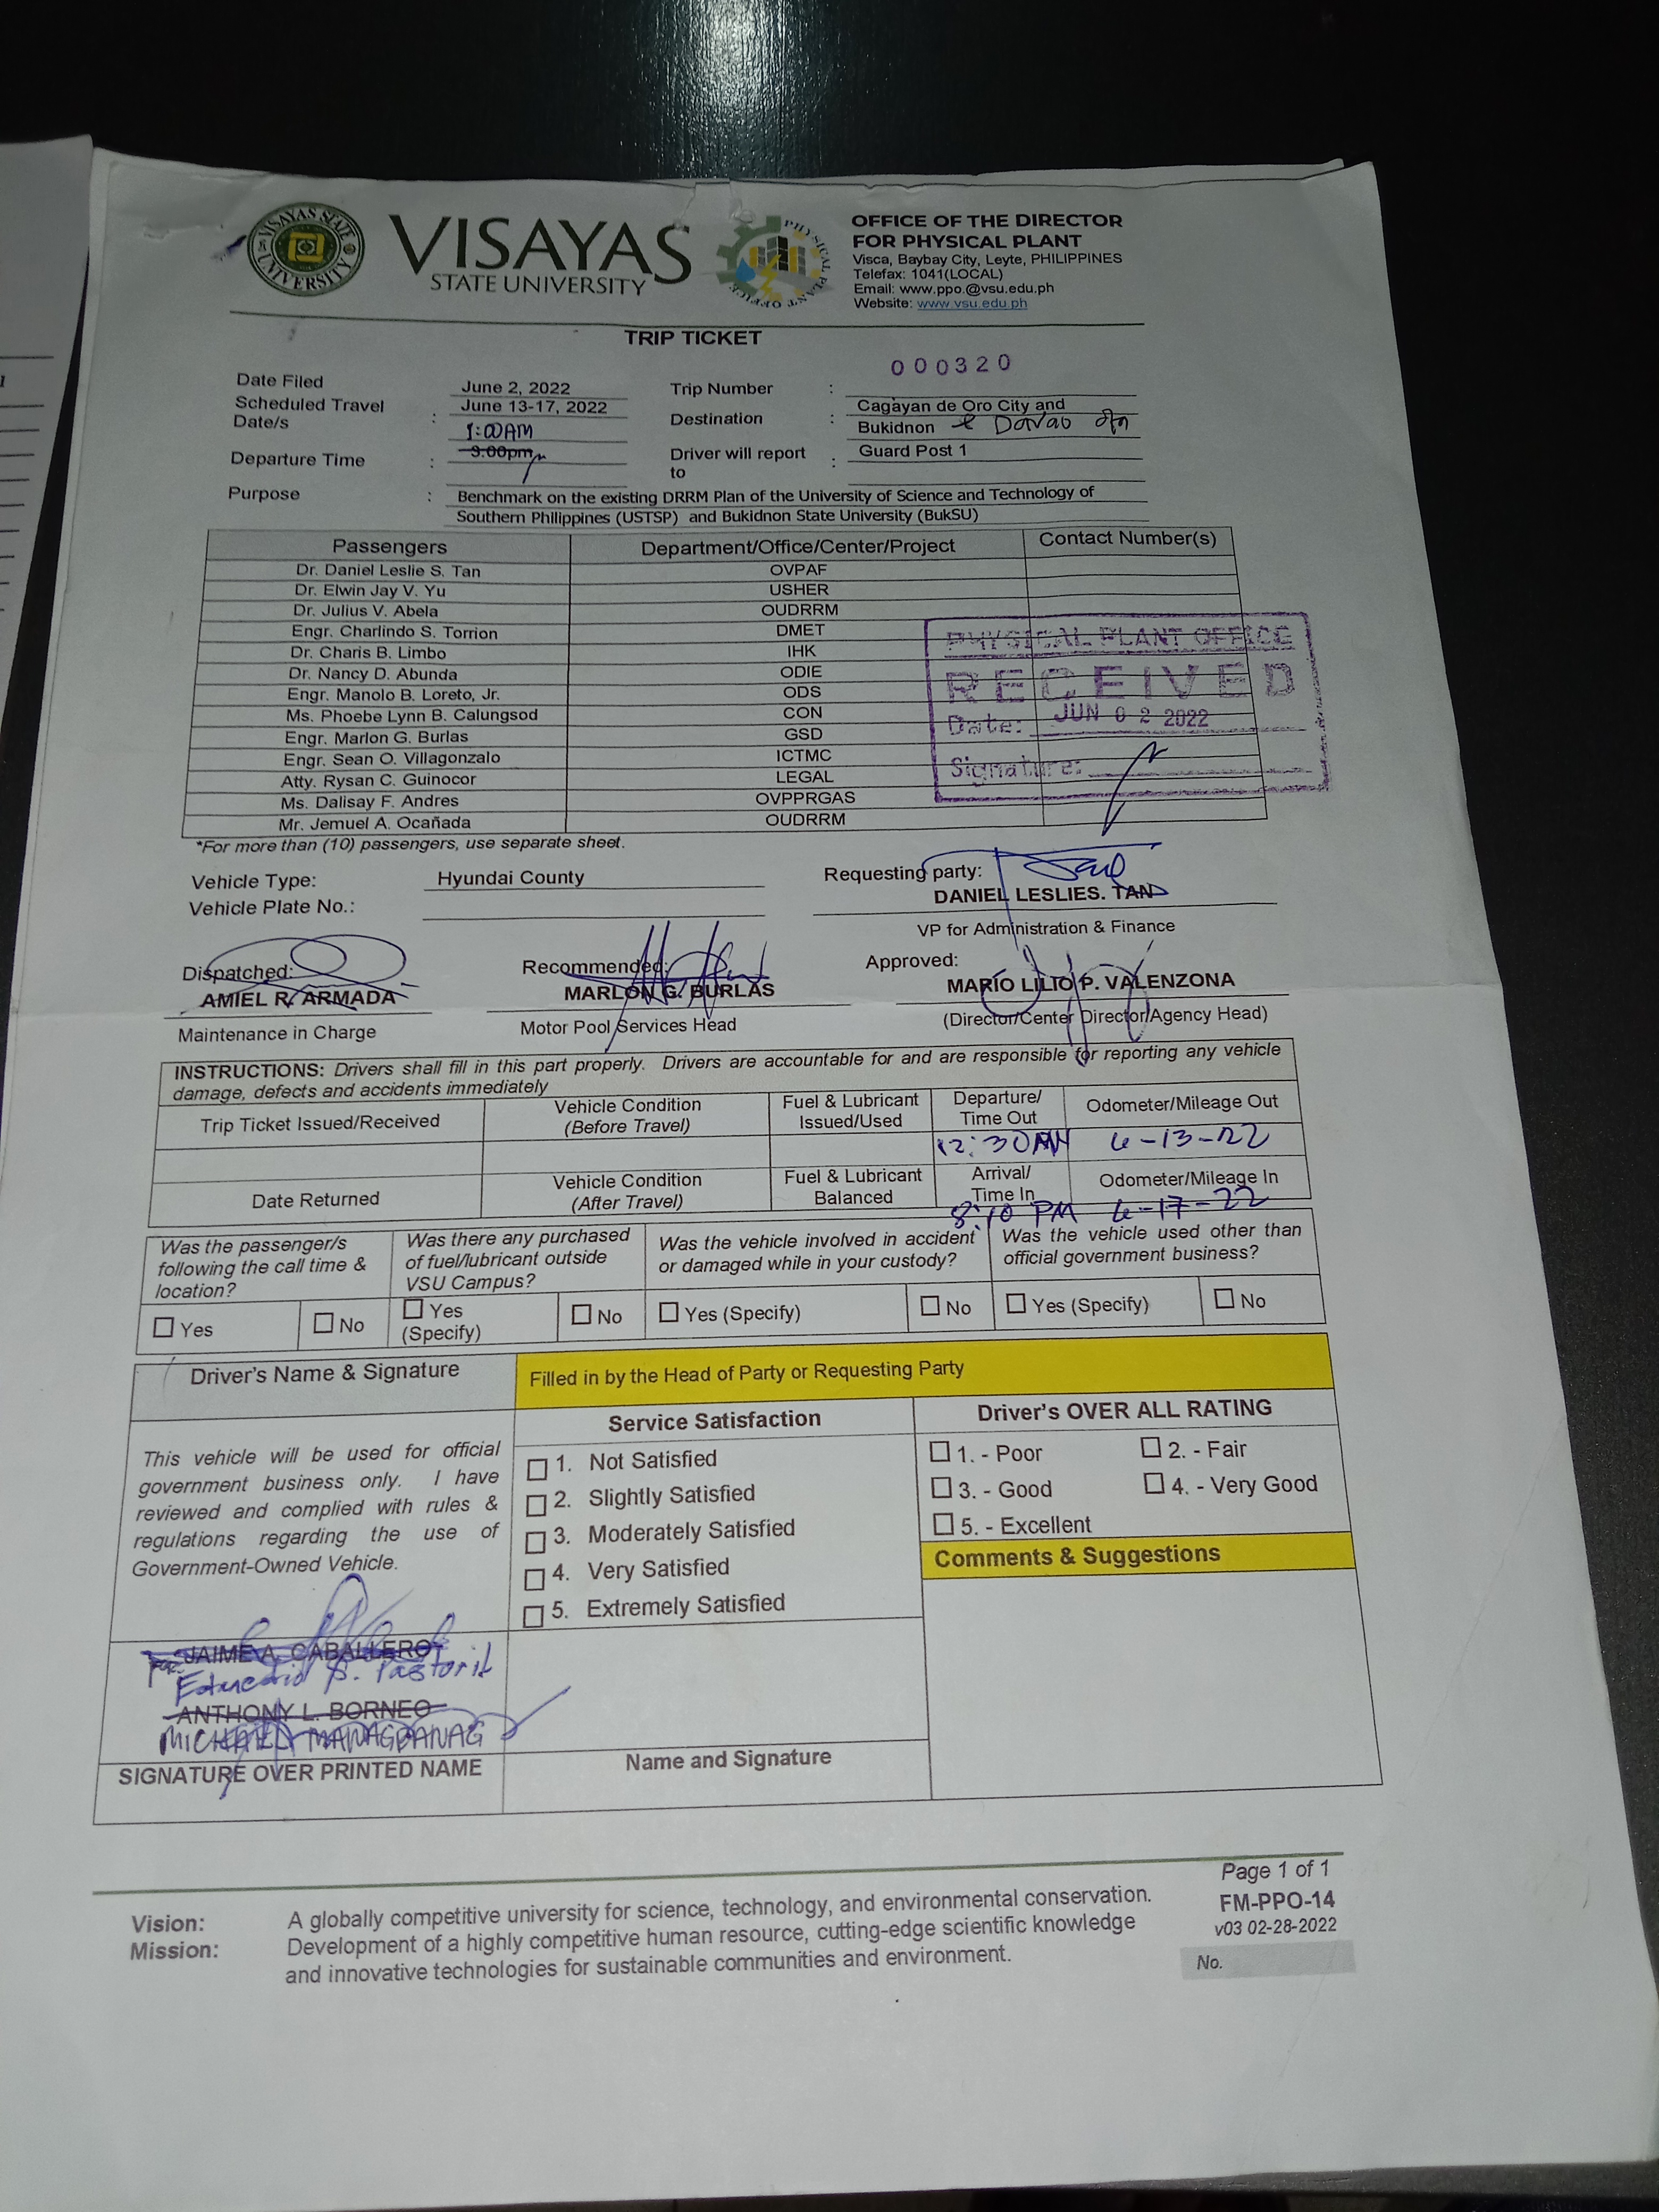 VISAYAS STATE UNIVERSITY
VISAYAS
STATE UNIVERSITY
PHYSICAL PLANT OFFICE
OFFICE OF THE DIRECTOR
FOR PHYSICAL PLANT
Visca, Baybay City, Leyte, PHILIPPINES
Telefax: 1041(LOCAL)
Email: www.ppo.@vsu.edu.ph
Website: www.vsu.edu.ph
TRIP TICKET
000320
Date Filed June 2, 2022 Trip Number :
Scheduled Travel Date/s : June 13-17, 2022 Destination : Cagayan de Oro City and
Bukidnon & Davao
1:00AM
Departure Time : 9:00pm Driver will report to : Guard Post 1
Purpose : Benchmark on the existing DRRM Plan of the University of Science and Technology of
Southern Philippines (USTSP) and Bukidnon State University (BukSU)
Passengers Department/Office/Center/Project Contact Number(s)
Dr. Daniel Leslie S. Tan OVPAF
Dr. Elwin Jay V. Yu USHER
Dr. Julius V. Abela OUDRRM
Engr. Charlindo S. Torrion DMET
Dr. Charis B. Limbo IHK
Dr. Nancy D. Abunda ODIE
Engr. Manolo B. Loreto, Jr. ODS
Ms. Phoebe Lynn B. Calungsod CON
Engr. Marlon G. Burlas GSD
Engr. Sean O. Villagonzalo ICTMC
Atty. Rysan C. Guinocor LEGAL
Ms. Dalisay F. Andres OVPPRGAS
Mr. Jemuel A. Ocañada OUDRRM
PHYSICAL PLANT OFFICE
RECEIVED
Date: JUN 02 2022
Signature:
*For more than (10) passengers, use separate sheet.
Vehicle Type: Hyundai County
Vehicle Plate No.:
Requesting party:
DANIEL LESLIES. TAN
VP for Administration & Finance
Dispatched: Recommended: Approved:
AMIEL R. ARMADA MARLON G. BURLAS MARIO LILIO P. VALENZONA
Maintenance in Charge Motor Pool Services Head (Director/Center Director/Agency Head)
INSTRUCTIONS: Drivers shall fill in this part properly. Drivers are accountable for and are responsible for reporting any vehicle
damage, defects and accidents immediately
Trip Ticket Issued/Received Vehicle Condition (Before Travel) Fuel & Lubricant Issued/Used Departure/ Time Out Odometer/Mileage Out
12:30AM 6-13-22
Date Returned Vehicle Condition (After Travel) Fuel & Lubricant Balanced Arrival/ Time In Odometer/Mileage In
8:10 PM 6-17-22
Was the passenger/s following the call time & location? Was there any purchased of fuel/lubricant outside VSU Campus? Was the vehicle involved in accident or damaged while in your custody? Was the vehicle used other than official government business?
Yes No Yes (Specify) No Yes (Specify) No Yes (Specify) No
Driver's Name & Signature Filled in by the Head of Party or Requesting Party
Service Satisfaction Driver's OVER ALL RATING
This vehicle will be used for official
government business only. I have
reviewed and complied with rules &
regulations regarding the use of
Government-Owned Vehicle.
1. Not Satisfied
2. Slightly Satisfied
3. Moderately Satisfied
4. Very Satisfied
5. Extremely Satisfied
1. - Poor 2. - Fair
3. - Good 4. - Very Good
5. - Excellent
Comments & Suggestions
JAIME A. CABALLERO
For: S. Pastoril
ANTHONY L. BORNEO
MICHAEL MANAGBANAG
SIGNATURE OVER PRINTED NAME Name and Signature
Page 1 of 1
FM-PPO-14
v03 02-28-2022
No.
Vision: A globally competitive university for science, technology, and environmental conservation.
Mission: Development of a highly competitive human resource, cutting-edge scientific knowledge
and innovative technologies for sustainable communities and environment.